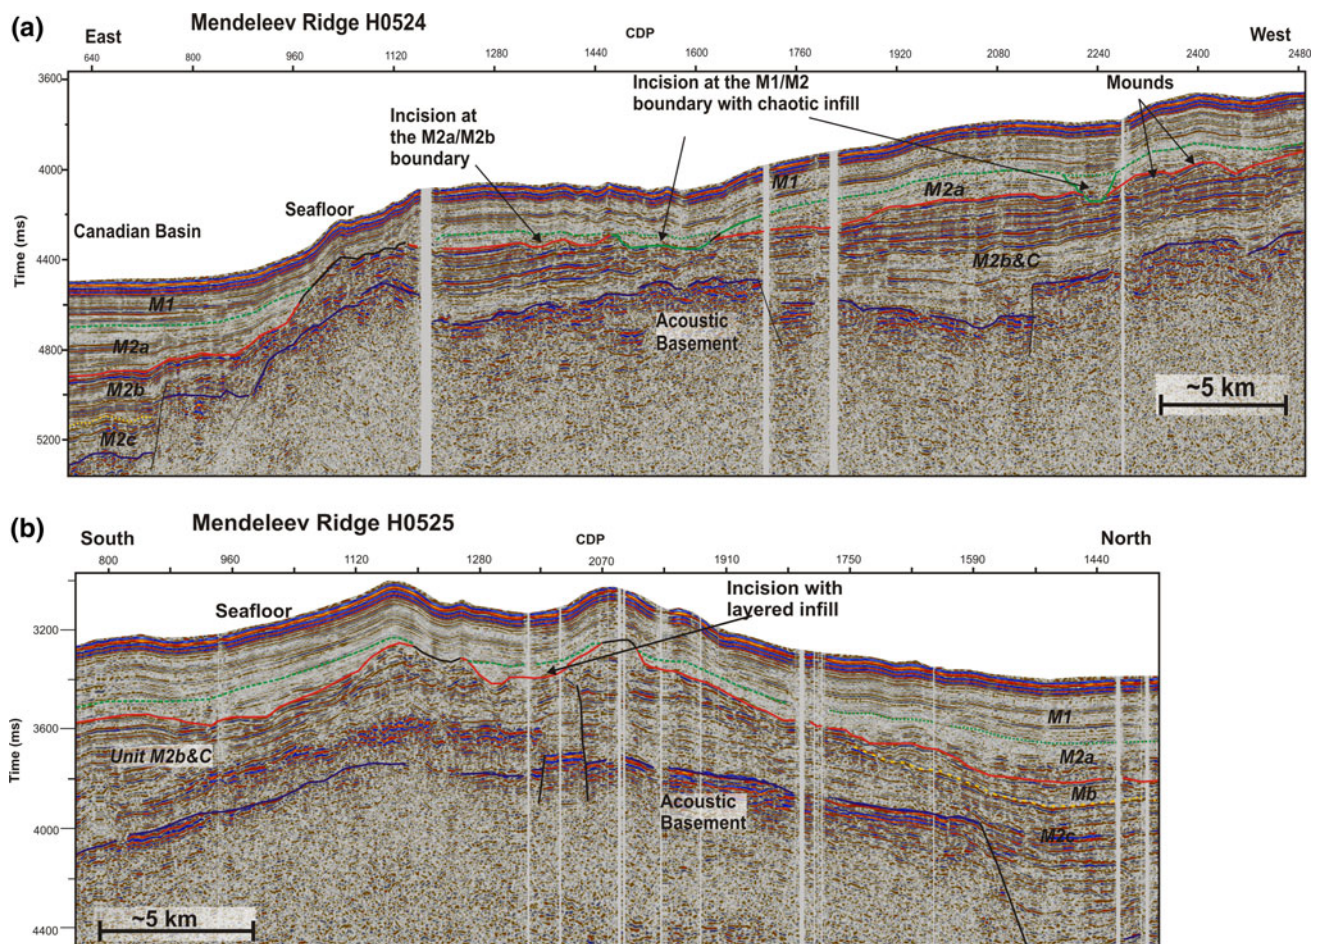 (a)
Mendeleev Ridge H0524
East
CDP
West
640 800 960 1120 1280 1440 1600 1760 1920 2080 2240 2400 2480
3600
4000
4400
4800
5200
Time (ms)
Incision at
the M2a/M2b
boundary
Incision at the M1/M2
boundary with chaotic infill
Mounds
Seafloor
Canadian Basin
M1
M2a
M2b
M2c
M1
M2a
M2b&C
Acoustic
Basement
~5 km
(b)
Mendeleev Ridge H0525
South
CDP
North
800 960 1120 1280 2070 1910 1750 1590 1440
3200
3600
4000
4400
Time (ms)
Seafloor
Incision with
layered infill
Unit M2b&C
M1
M2a
Mb
M2c
Acoustic
Basement
~5 km